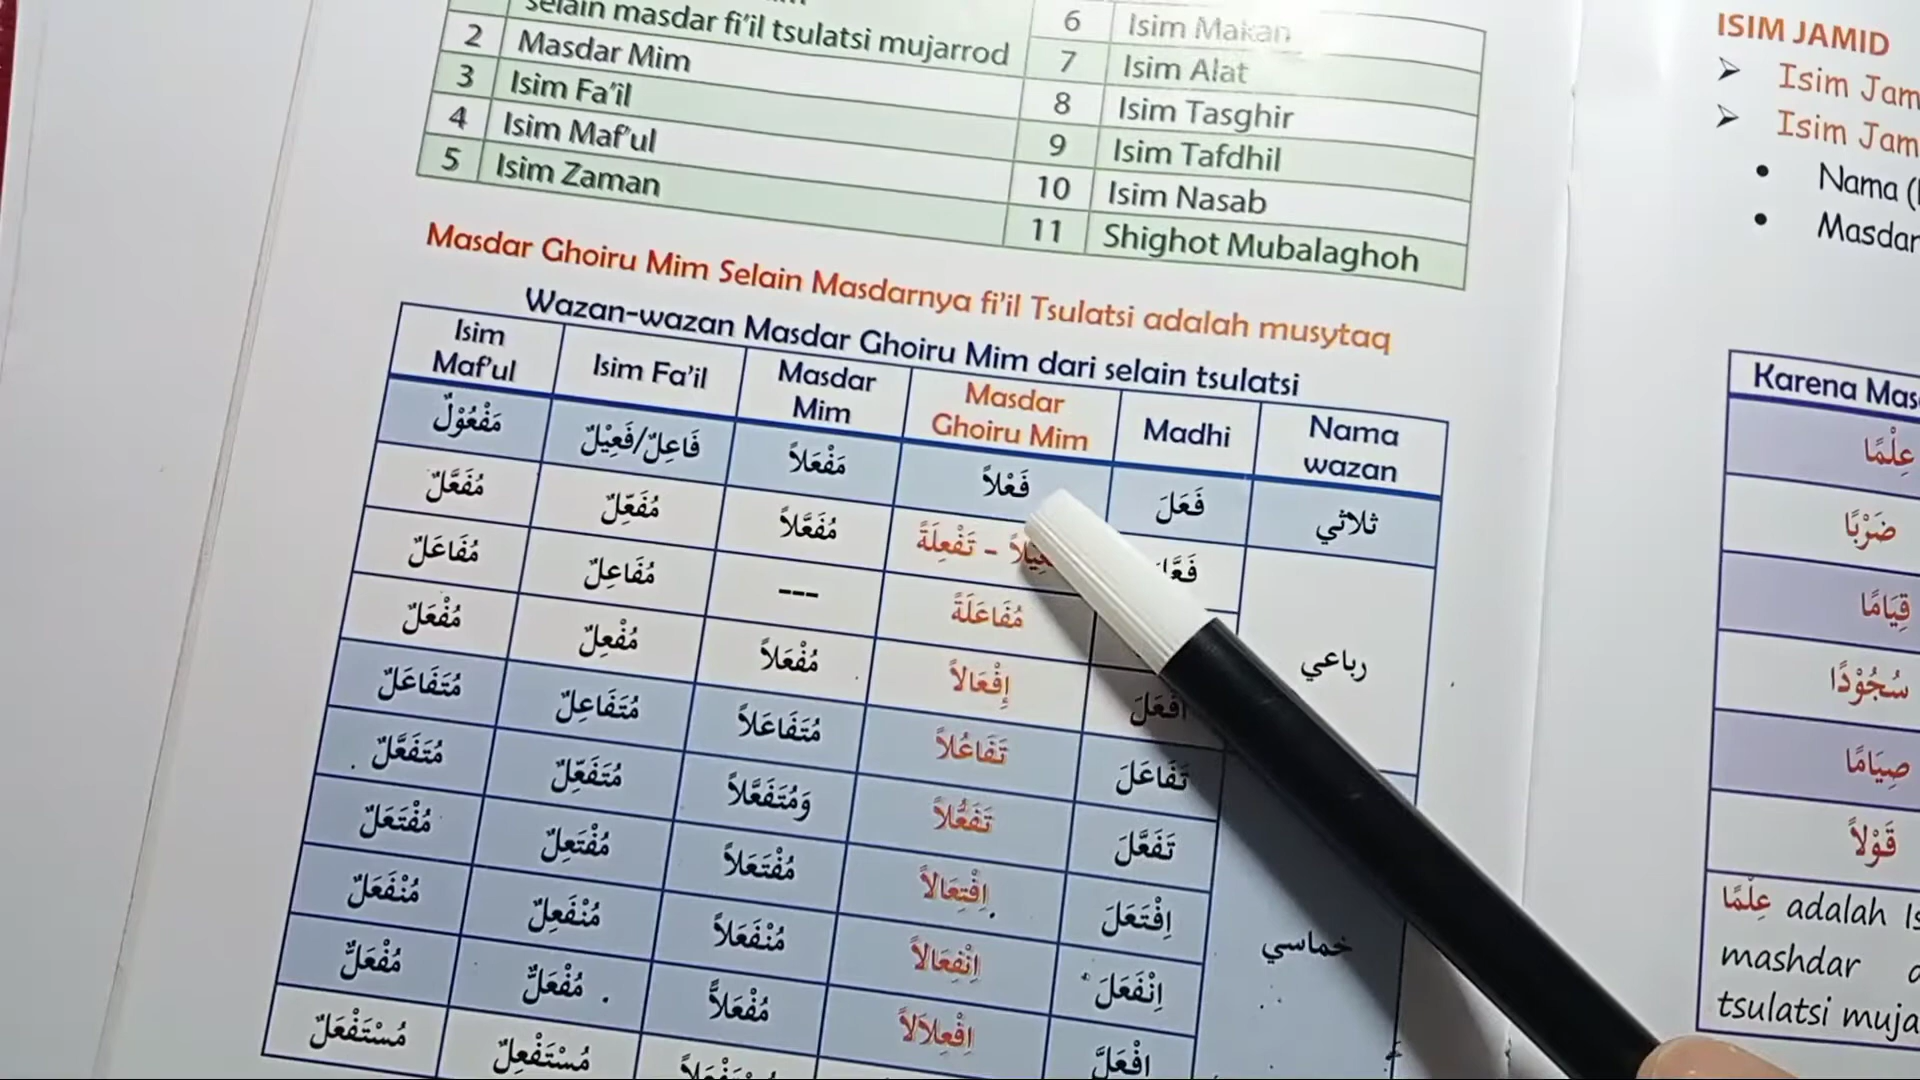 selain masdar fi'il tsulatsi mujarrod
2 Masdar Mim
3 Isim Fa'il
4 Isim Maf'ul
5 Isim Zaman
6 Isim Makan
7 Isim Alat
8 Isim Tasghir
9 Isim Tafdhil
10 Isim Nasab
11 Shighot Mubalaghoh
Masdar Ghoiru Mim Selain Masdarnya fi'il Tsulatsi adalah musytaq
Wazan-wazan Masdar Ghoiru Mim dari selain tsulatsi
Isim Maf'ul Isim Fa'il Masdar Mim Masdar Ghoiru Mim Madhi Nama wazan
مَفْعُوْلٌ فَاعِلٌ/فَعِيْلٌ مَفْعَلاً فَعْلاً فَعَلَ ثلاثي
مُفَعَّلٌ مُفَعِّلٌ مُفَعَّلاً تَفْعِلَةً –
مُفَاعَلٌ مُفَاعِلٌ --- مُفَاعَلَةً
رباعي
مُفْعَلٌ مُفْعِلٌ مُفْعَلاً إِفْعَالاً
مُتَفَاعَلٌ مُتَفَاعِلٌ مُتَفَاعَلاً تَفَاعُلاً تَفَاعَلَ
مُتَفَعَّلٌ مُتَفَعِّلٌ وَمُتَفَعَّلاً تَفَعُّلاً تَفَعَّلَ
مُفْتَعَلٌ مُفْتَعِلٌ مُفْتَعَلاً اِفْتِعَالاً اِفْتَعَلَ
خماسي
مُنْفَعَلٌ مُنْفَعِلٌ مُنْفَعَلاً اِنْفِعَالاً اِنْفَعَلَ
مُفْعَلٌّ مُفْعَلٌّ مُفْعَلاًّ اِفْعِلاَلاً اِفْعَلَّ
مُسْتَفْعَلٌ مُسْتَفْعِلٌ
ISIM JAMID
➢ Isim Jam
➢ Isim Jam
• Nama
• Masdar
Karena Mas
عِلْمًا
ضَرْبًا
قِيَامًا
سُجُوْدًا
صِيَامًا
قَوْلاً
عِلْمًا adalah Is
mashdar
tsulatsi muja